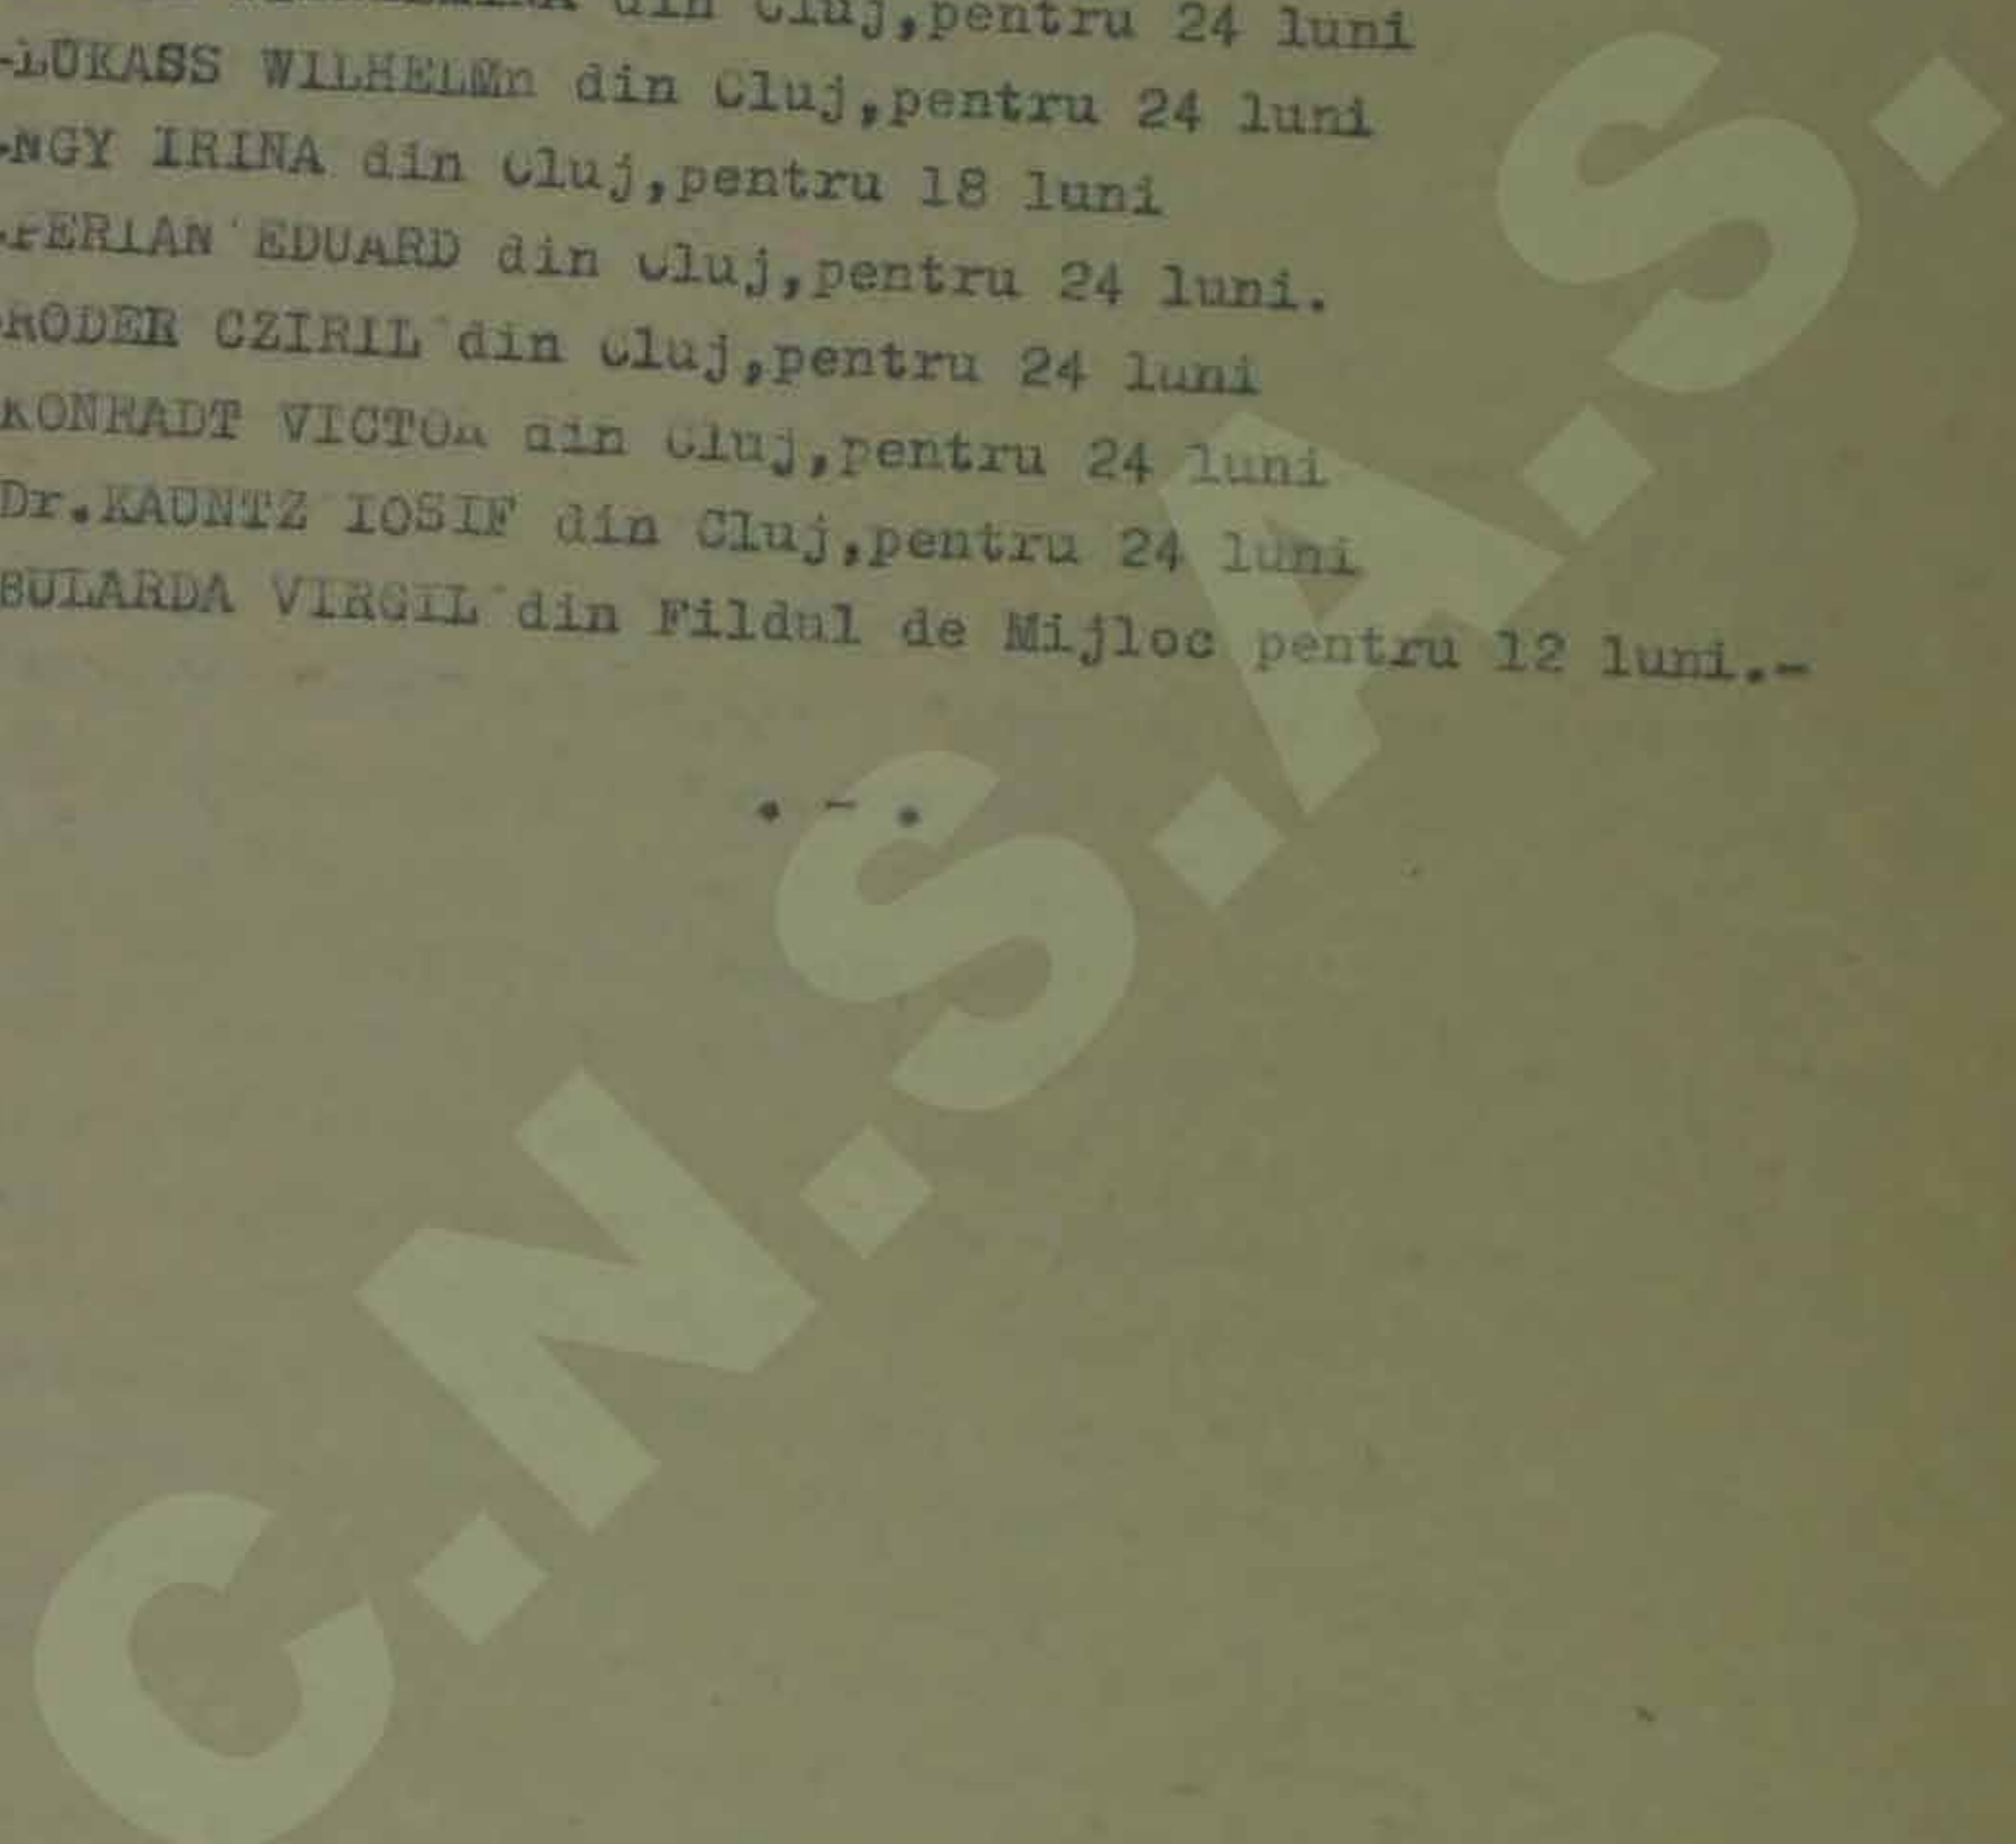 din Cluj,pentru 24 luni
-LUKASS WILHELMn din Cluj,pentru 24 luni
-NGY IRINA din Cluj,pentru 18 luni
EDUARD din Cluj,pentru 24 luni.
RODER CZIRIL din Cluj,pentru 24 luni
KONRADT VICTOR din Cluj,pentru 24 luni
Dr.KAUNTZ IOSIF din Cluj,pentru 24 luni
BULARDA VIRGIL din Fildul de Mijloc pentru 12 luni.-
. - .
C.N.S.A.S.